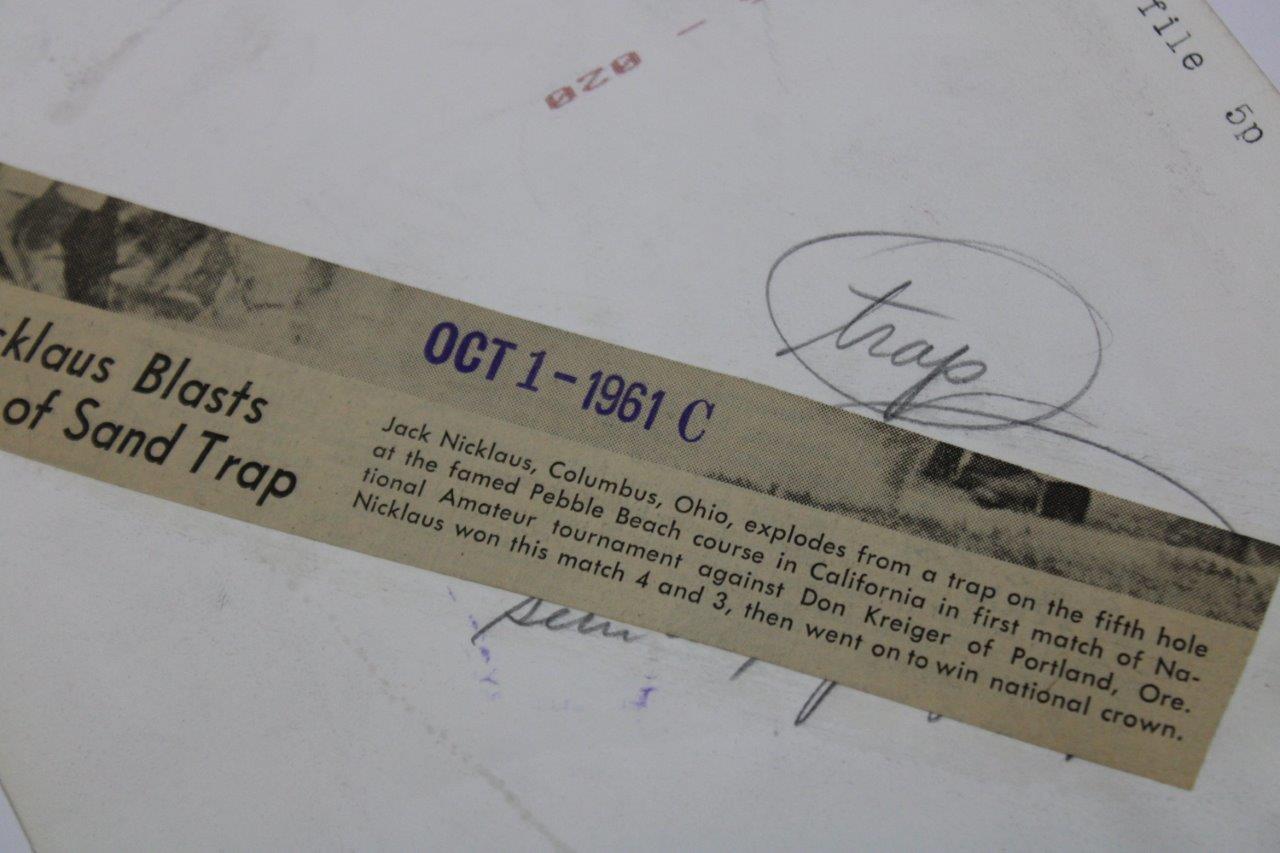 file 5p
020
trap
OCT 1-1961 C
cklaus Blasts
of Sand Trap
Jack Nicklaus, Columbus, Ohio, explodes from a trap on the fifth hole
at the famed Pebble Beach course in California in first match of Na-
tional Amateur tournament against Don Kreiger of Portland, Ore.
Nicklaus won this match 4 and 3, then went on to win national crown.